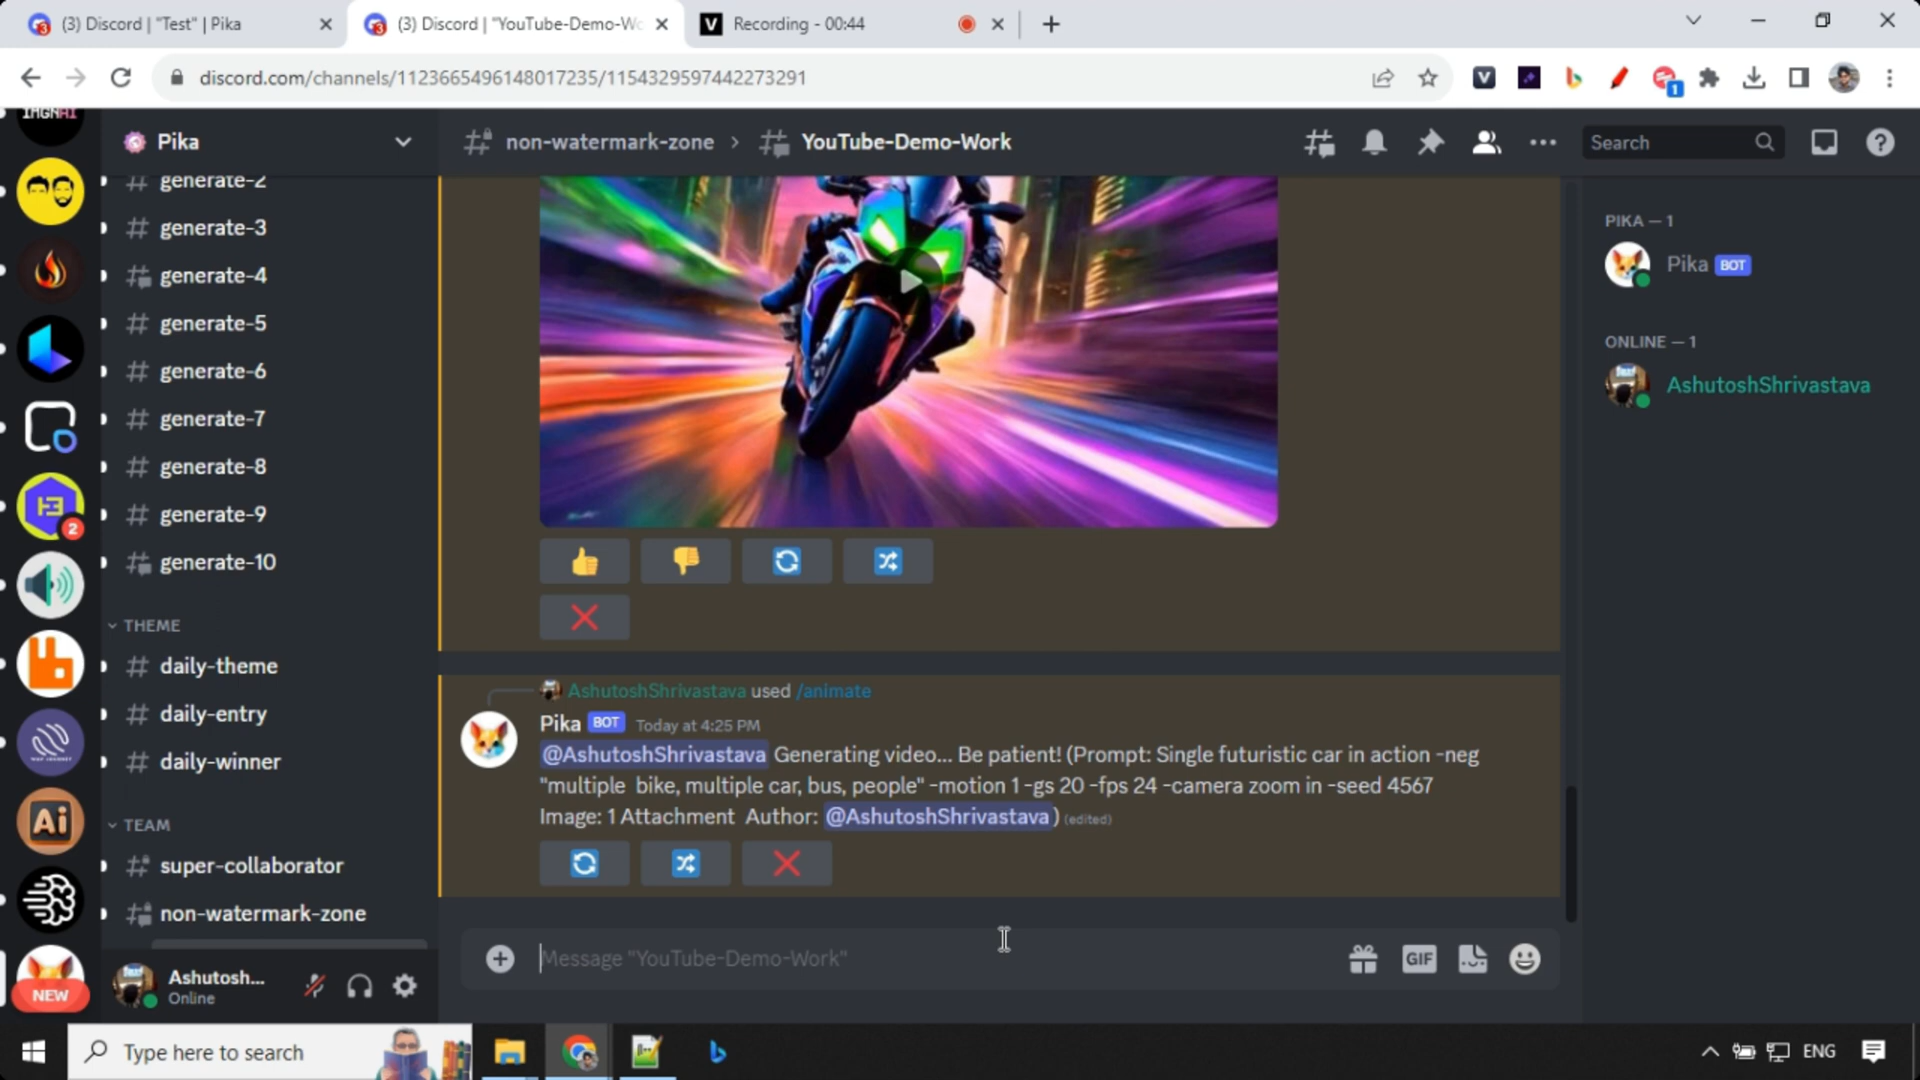 (3) Discord | "Test" | Pika
(3) Discord | "YouTube-Demo-Wo
Recording - 00:44
discord.com/channels/1123665496148017235/1154329597442273291
1
IMGNAI
Pika
non-watermark-zone > YouTube-Demo-Work
Search
generate-2
generate-3
generate-4
generate-5
generate-6
generate-7
generate-8
generate-9
generate-10
2
THEME
daily-theme
daily-entry
daily-winner
TEAM
super-collaborator
non-watermark-zone
Ai
NEW
Ashutosh...
Online
AshutoshShrivastava used /animate
Pika BOT Today at 4:25 PM
@AshutoshShrivastava Generating video... Be patient! (Prompt: Single futuristic car in action -neg
"multiple bike, multiple car, bus, people" -motion 1 -gs 20 -fps 24 -camera zoom in -seed 4567
Image: 1 Attachment Author: @AshutoshShrivastava) (edited)
Message "YouTube-Demo-Work"
GIF
PIKA — 1
Pika BOT
ONLINE — 1
AshutoshShrivastava
Type here to search
ENG